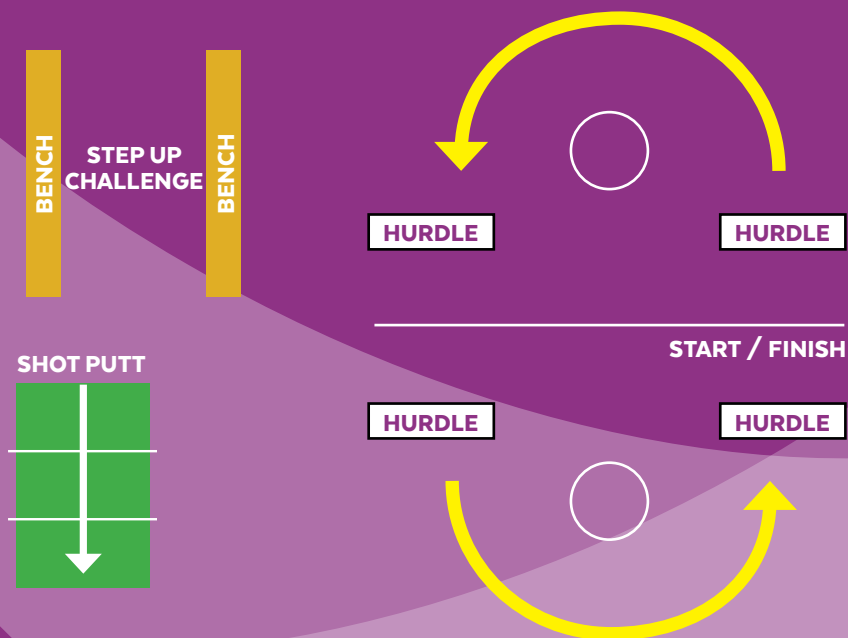 BENCH
STEP UP
CHALLENGE
BENCH
HURDLE
HURDLE
START / FINISH
SHOT PUTT
HURDLE
HURDLE